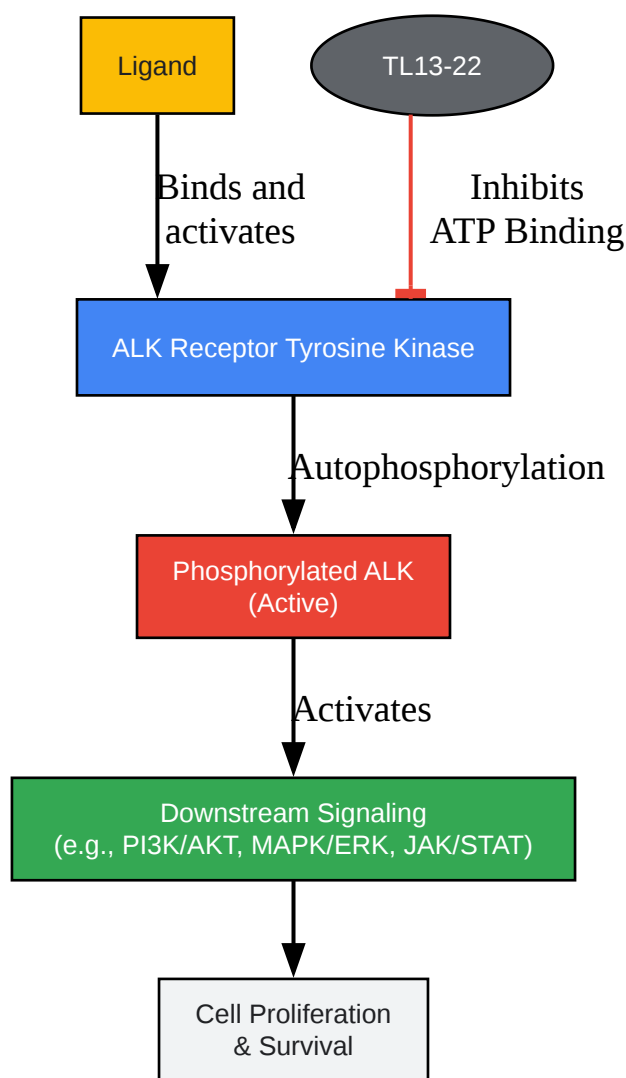 Ligand
TL13-22
Binds and
activates
Inhibits
ATP Binding
ALK Receptor Tyrosine Kinase
Autophosphorylation
Phosphorylated ALK
(Active)
Activates
Downstream Signaling
(e.g., PI3K/AKT, MAPK/ERK, JAK/STAT)
Cell Proliferation
& Survival